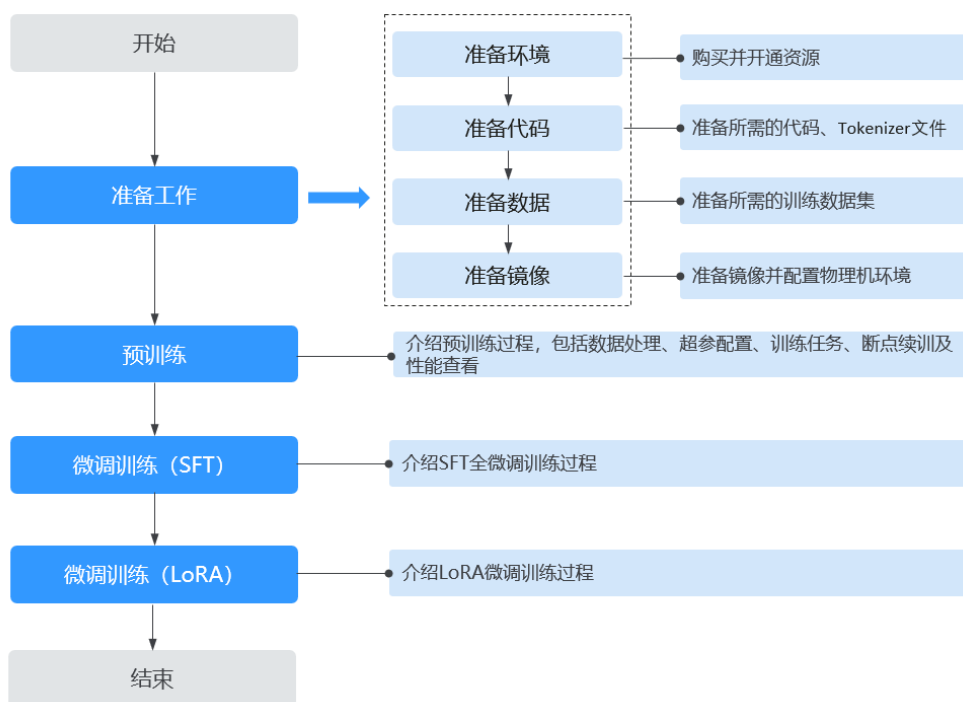 开始
准备工作
准备环境
购买并开通资源
准备代码
准备所需的代码、Tokenizer文件
准备数据
准备所需的训练数据集
准备镜像
准备镜像并配置物理机环境
预训练
介绍预训练过程，包括数据处理、超参配置、训练任务、断点续训及
性能查看
微调训练（SFT）
介绍SFT全微调训练过程
微调训练（LoRA）
介绍LoRA微调训练过程
结束